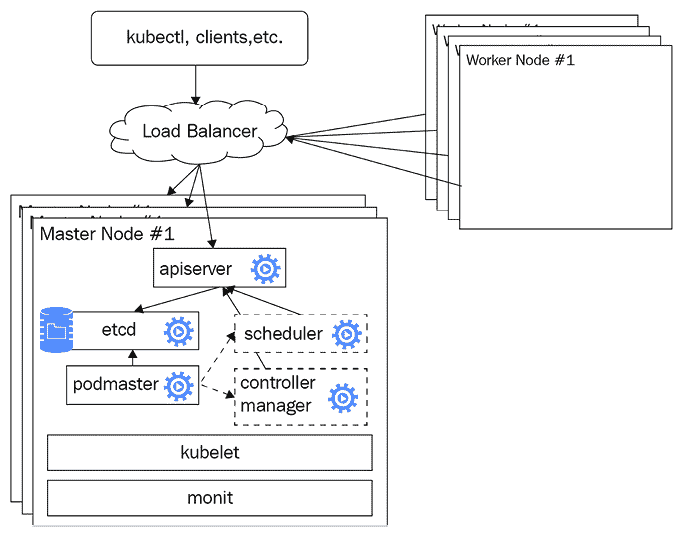 kubectl, clients,etc.
Load Balancer
Worker Node #1
Master Node #1
apiserver
etcd
scheduler
podmaster
controller
manager
kubelet
monit